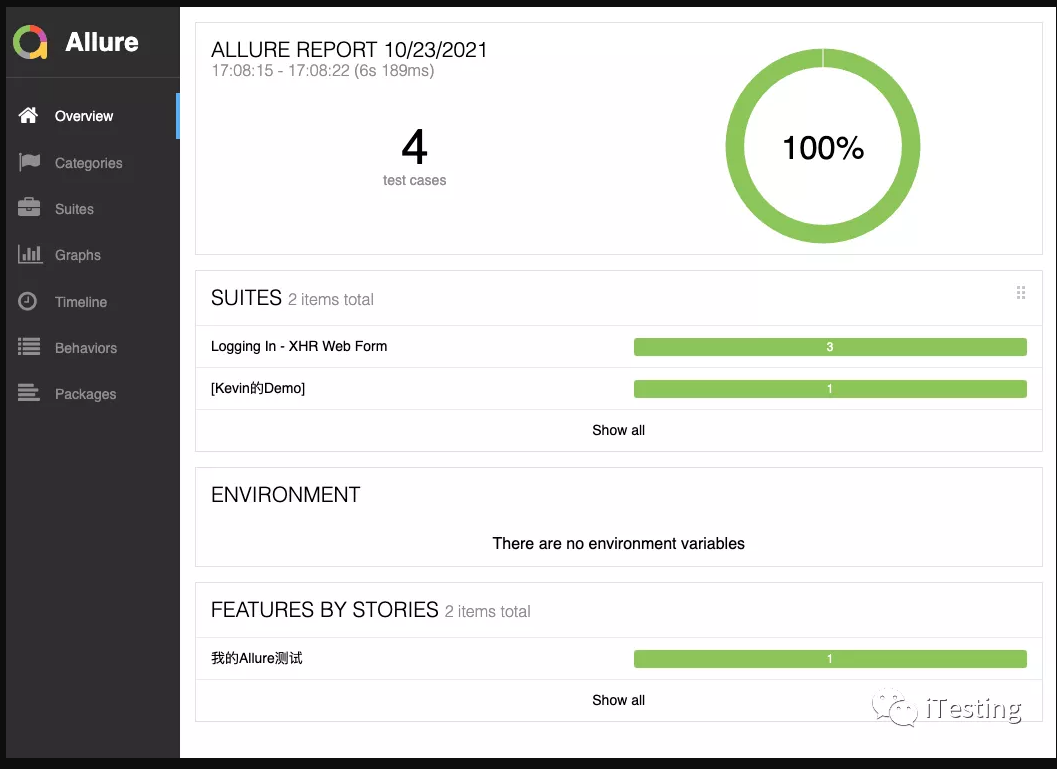 Allure
Overview
Categories
Suites
Graphs
Timeline
Behaviors
Packages
ALLURE REPORT 10/23/2021
17:08:15 - 17:08:22 (6s 189ms)
4
test cases
100%
SUITES 2 items total
Logging In - XHR Web Form 3
[Kevin的Demo] 1
Show all
ENVIRONMENT
There are no environment variables
FEATURES BY STORIES 2 items total
我的Allure测试 1
Show all
iTesting